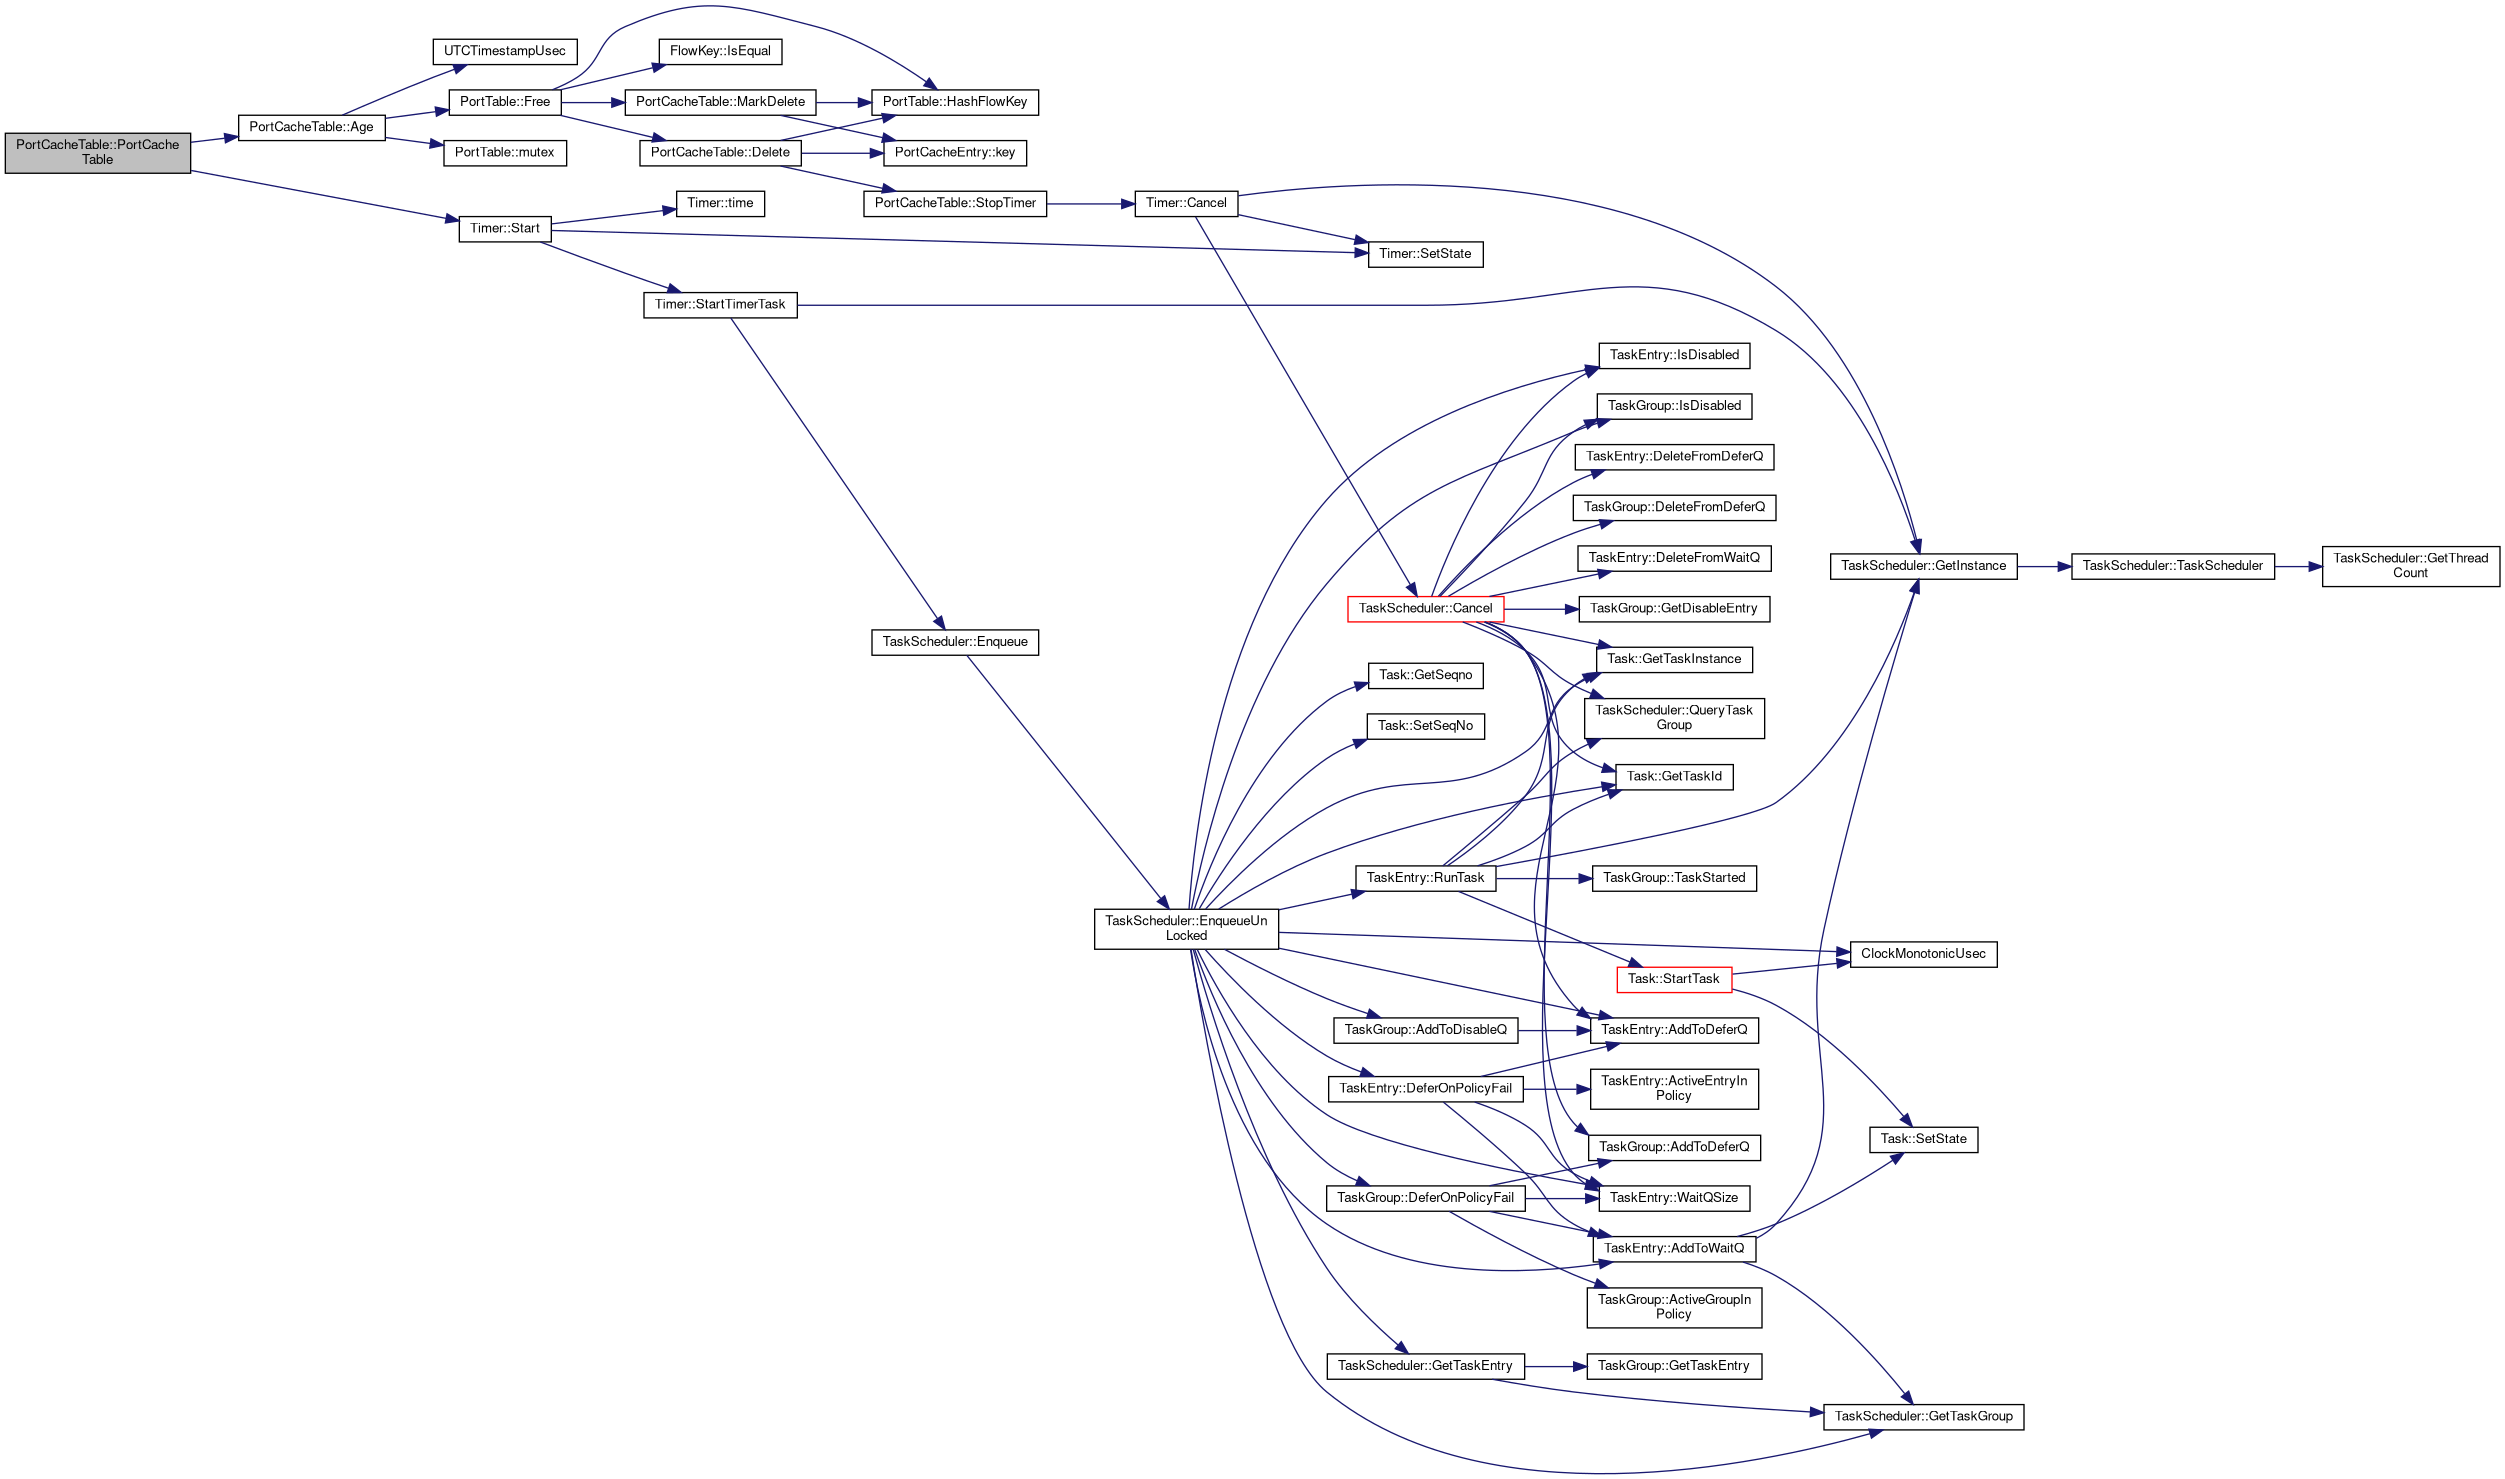 PortCacheTable::PortCache
Table
PortCacheTable::Age
UTCTimestampUsec
PortTable::Free
PortTable::mutex
FlowKey::IsEqual
PortCacheTable::MarkDelete
PortCacheTable::Delete
PortTable::HashFlowKey
PortCacheEntry::key
PortCacheTable::StopTimer
Timer::Start
Timer::time
Timer::StartTimerTask
Timer::Cancel
Timer::SetState
TaskScheduler::Enqueue
TaskScheduler::EnqueueUn
Locked
TaskScheduler::Cancel
Task::GetSeqno
Task::SetSeqNo
TaskEntry::RunTask
TaskGroup::AddToDisableQ
TaskEntry::DeferOnPolicyFail
TaskGroup::DeferOnPolicyFail
TaskScheduler::GetTaskEntry
TaskEntry::IsDisabled
TaskGroup::IsDisabled
TaskEntry::DeleteFromDeferQ
TaskGroup::DeleteFromDeferQ
TaskEntry::DeleteFromWaitQ
TaskGroup::GetDisableEntry
Task::GetTaskInstance
TaskScheduler::QueryTask
Group
Task::GetTaskId
TaskGroup::TaskStarted
Task::StartTask
TaskEntry::AddToDeferQ
TaskEntry::ActiveEntryIn
Policy
TaskGroup::AddToDeferQ
TaskEntry::WaitQSize
TaskEntry::AddToWaitQ
TaskGroup::ActiveGroupIn
Policy
TaskGroup::GetTaskEntry
TaskScheduler::GetInstance
ClockMonotonicUsec
Task::SetState
TaskScheduler::GetTaskGroup
TaskScheduler::TaskScheduler
TaskScheduler::GetThread
Count